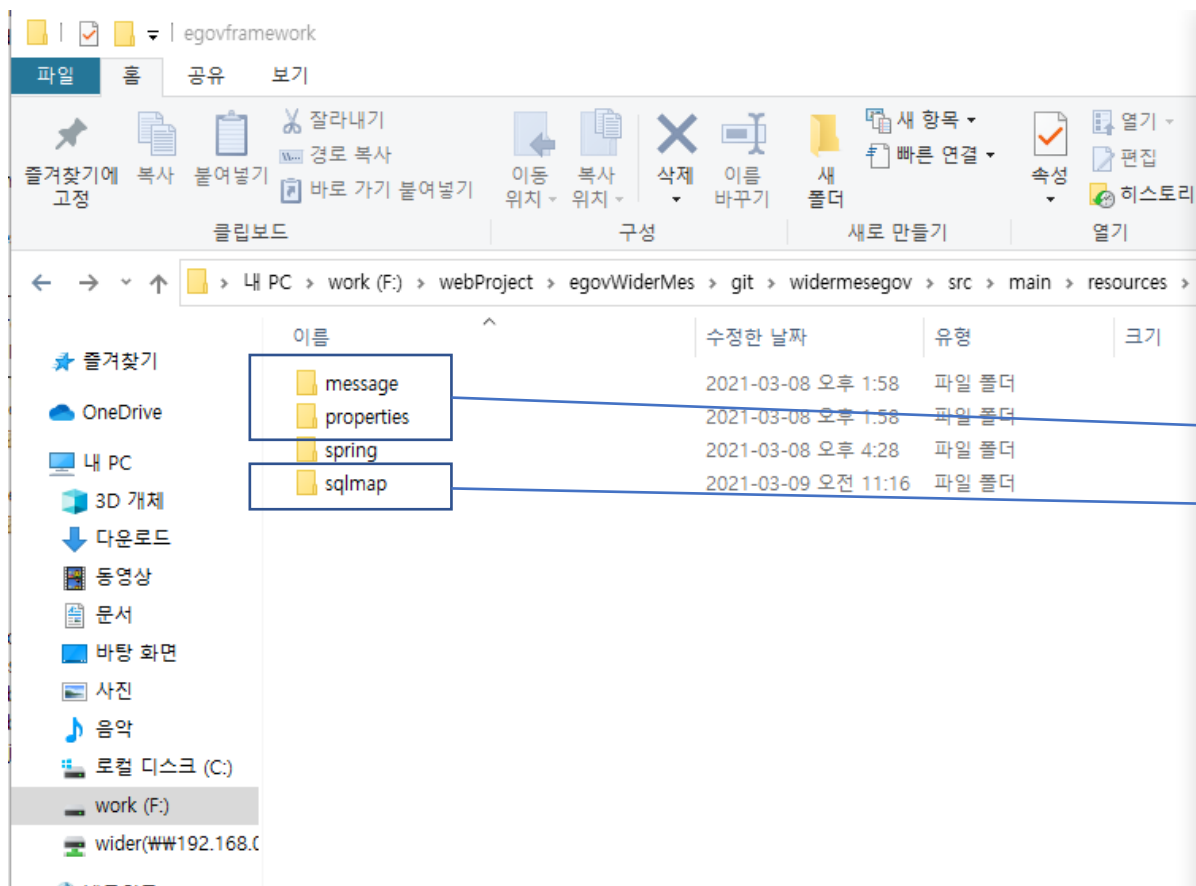 egovframework
파일 홈 공유 보기
즐겨찾기에 고정
복사
붙여넣기
잘라내기
경로 복사
바로 가기 붙여넣기
이동 위치
복사 위치
삭제
이름 바꾸기
새 폴더
새 항목
빠른 연결
속성
열기
편집
히스토리
클립보드 구성 새로 만들기 열기
내 PC > work (F:) > webProject > egovWiderMes > git > widermesegov > src > main > resources >
이름 수정한 날짜 유형 크기
message 2021-03-08 오후 1:58 파일 폴더
properties 2021-03-08 오후 1:58 파일 폴더
spring 2021-03-08 오후 4:28 파일 폴더
sqlmap 2021-03-09 오전 11:16 파일 폴더
즐겨찾기
OneDrive
내 PC
3D 개체
다운로드
동영상
문서
바탕 화면
사진
음악
로컬 디스크 (C:)
work (F:)
wider(₩₩192.168.0